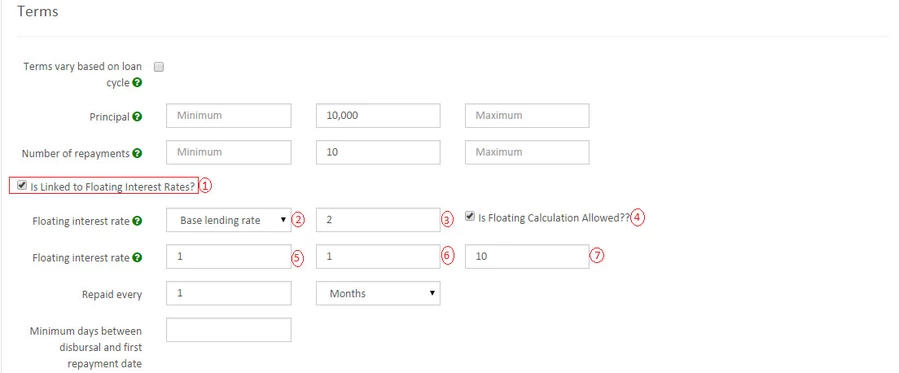 Terms
Terms vary based on loan
cycle ?
Principal ? Minimum 10,000 Maximum
Number of repayments ? Minimum 10 Maximum
Is Linked to Floating Interest Rates? 1
Floating interest rate ? Base lending rate 2 2 3 Is Floating Calculation Allowed?? 4
Floating interest rate ? 1 5 1 6 10 7
Repaid every 1 Months
Minimum days between
disbursal and first
repayment date